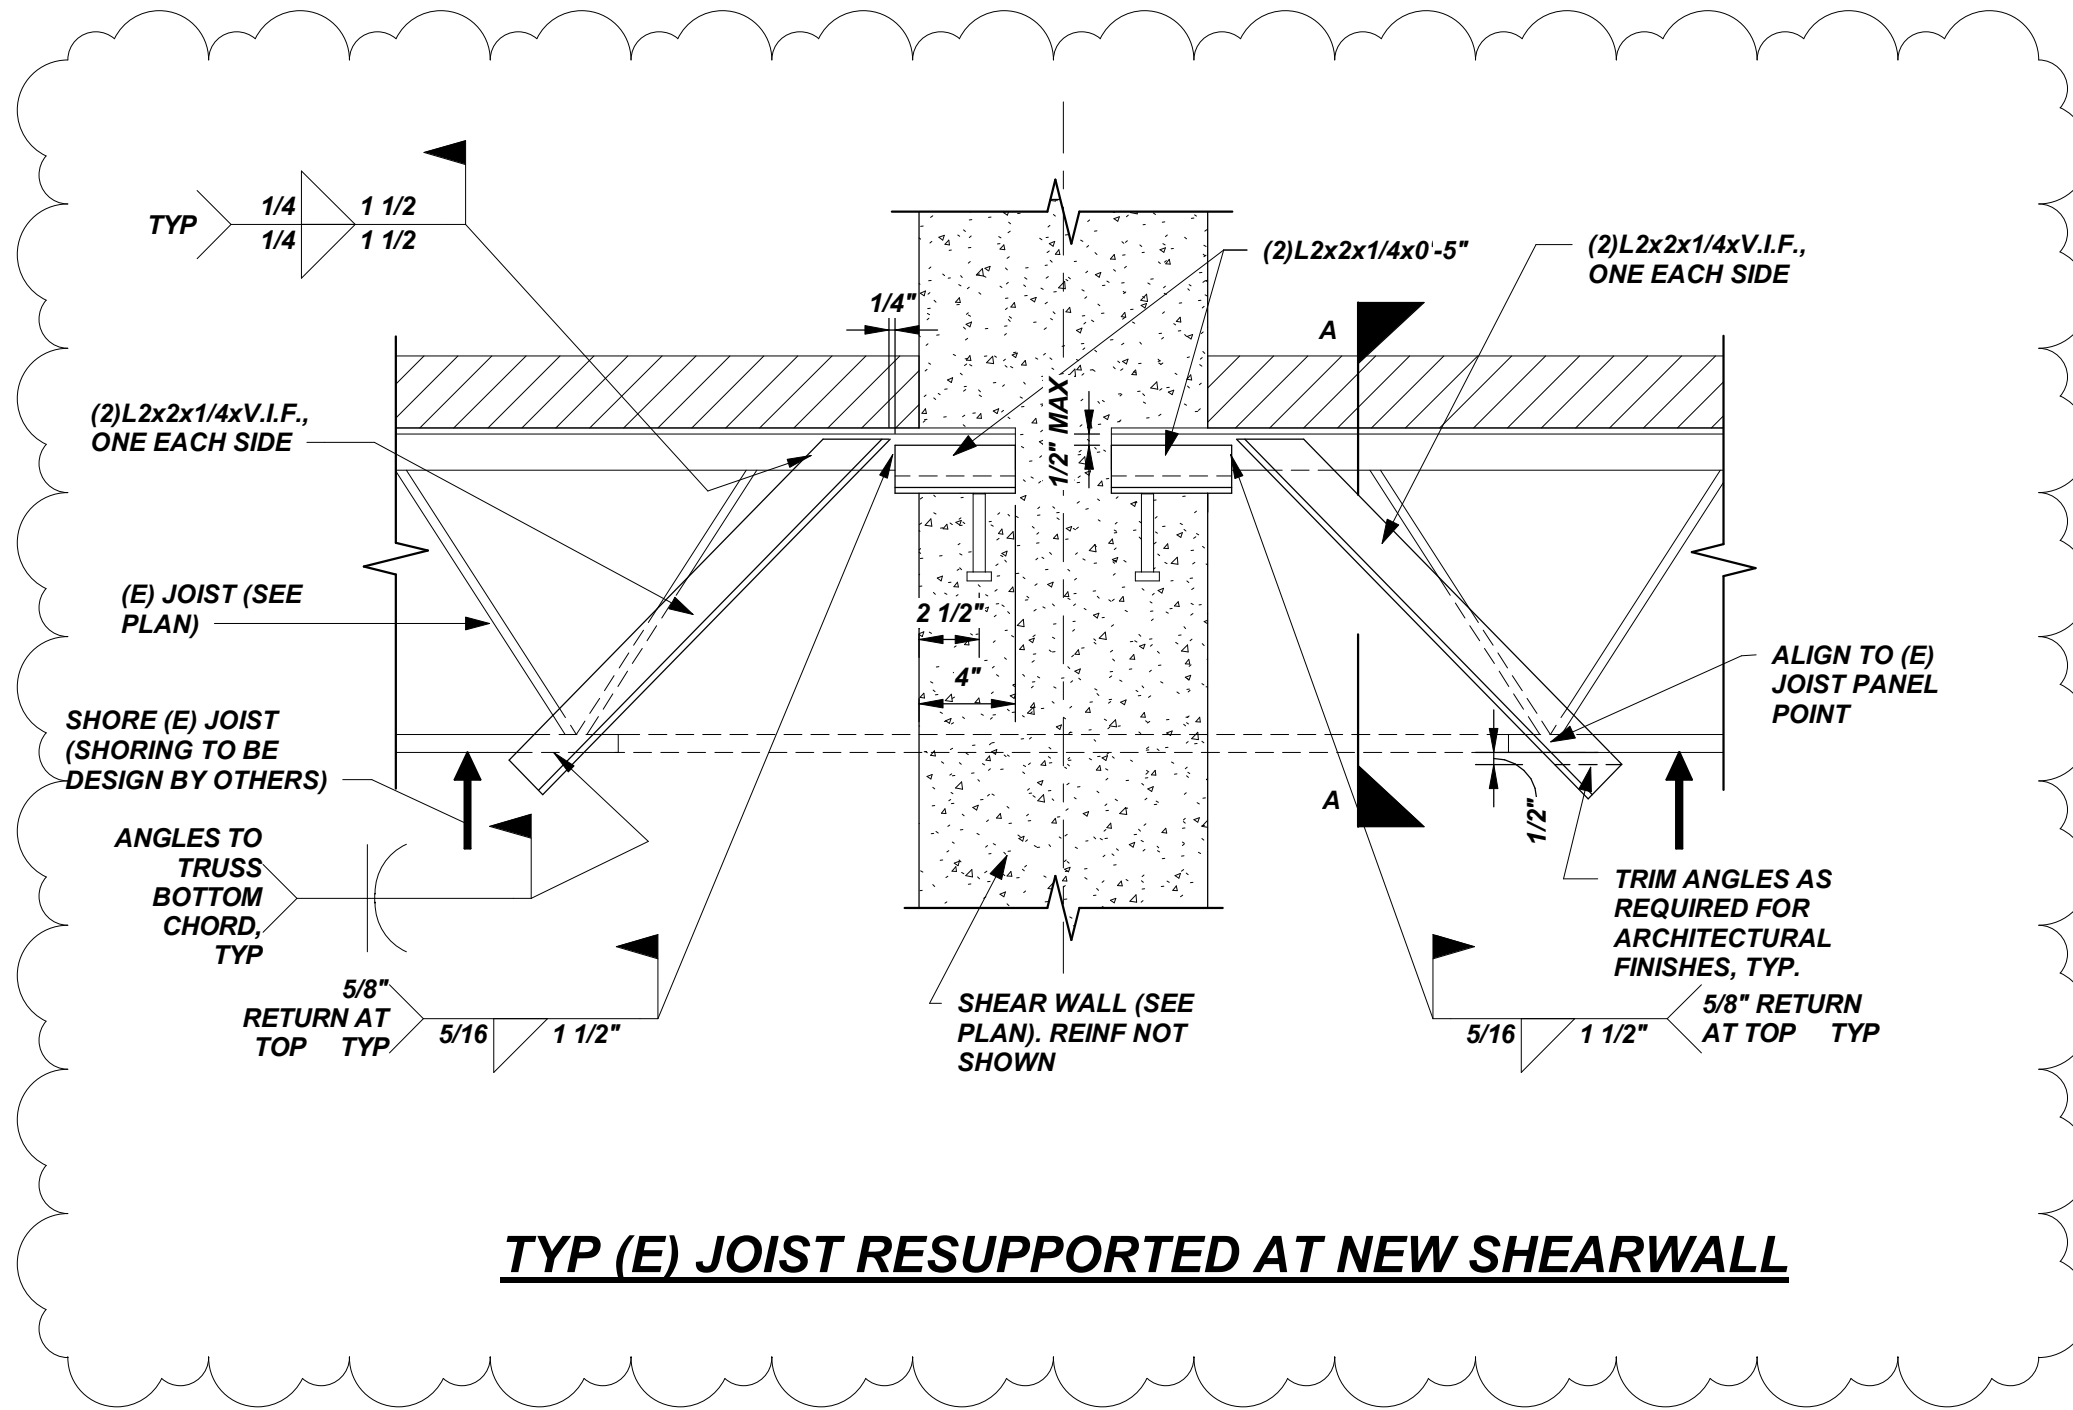 1/4 1 1/2
TYP
1/4 1 1/2
(2)L2x2x1/4x0'-5"
(2)L2x2x1/4xV.I.F.,
ONE EACH SIDE
1/4"
A
1/2" MAX
(2)L2x2x1/4xV.I.F.,
ONE EACH SIDE
(E) JOIST (SEE
PLAN)
2 1/2"
4"
ALIGN TO (E)
JOIST PANEL
POINT
SHORE (E) JOIST
(SHORING TO BE
DESIGN BY OTHERS)
A
1/2"
ANGLES TO
TRUSS
BOTTOM
CHORD,
TYP
TRIM ANGLES AS
REQUIRED FOR
ARCHITECTURAL
FINISHES, TYP.
5/8"
RETURN AT
TOP TYP
5/16 1 1/2"
SHEAR WALL (SEE
PLAN). REINF NOT
SHOWN
5/16 1 1/2"
5/8" RETURN
AT TOP TYP
TYP (E) JOIST RESUPPORTED AT NEW SHEARWALL